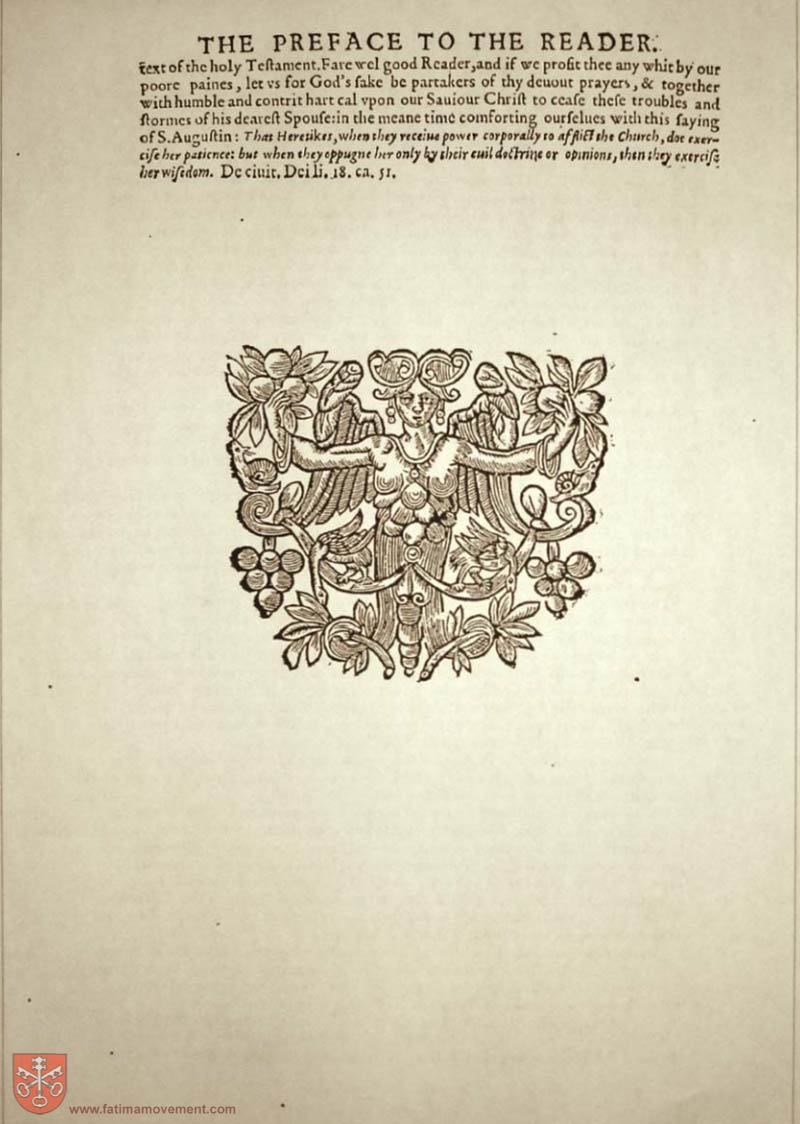 THE PREFACE TO THE READER.
text of the holy Teſtament. Farewel good Reader, and if we profit thee any whit by our
poore paines, let vs for God's ſake be partakers of thy deuout prayers, & together
with humble and contrit hart cal vpon our Sauiour Chriſt to ceaſe theſe troubles and
ſtormes of his deareſt Spouſe: in the meane time comforting ourſelues with this ſaying
of S. Auguſtin: That Heretikes, when they receiue power corporally to afflict the Church, doe exer-
ciſe her patience: but when they oppugne her only by their euil doctrine or opinions, then they exerciſe
her wiſedom. De ciuit. Dei li. 18. ca. 51.
www.fatimamovement.com